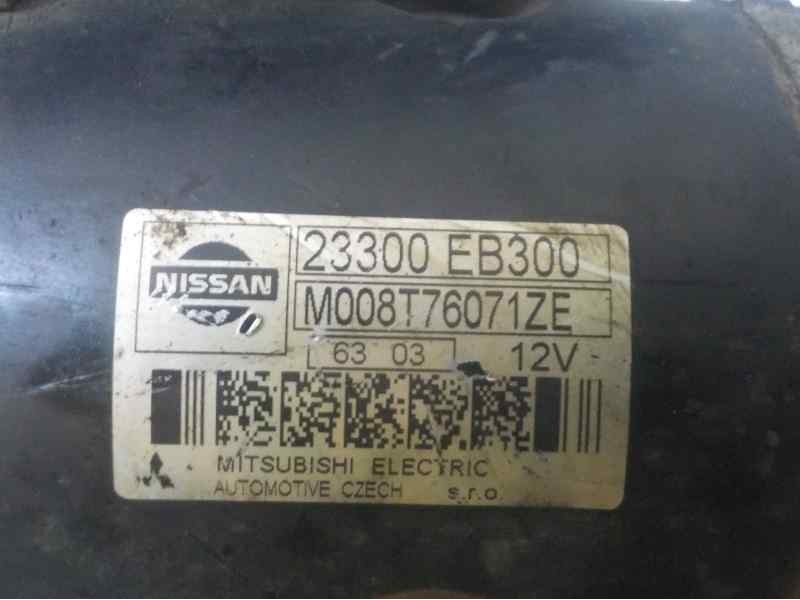 NISSAN
23300 EB300
M008T76071ZE
63 03
12V
MITSUBISHI ELECTRIC
AUTOMOTIVE CZECH s.r.o.